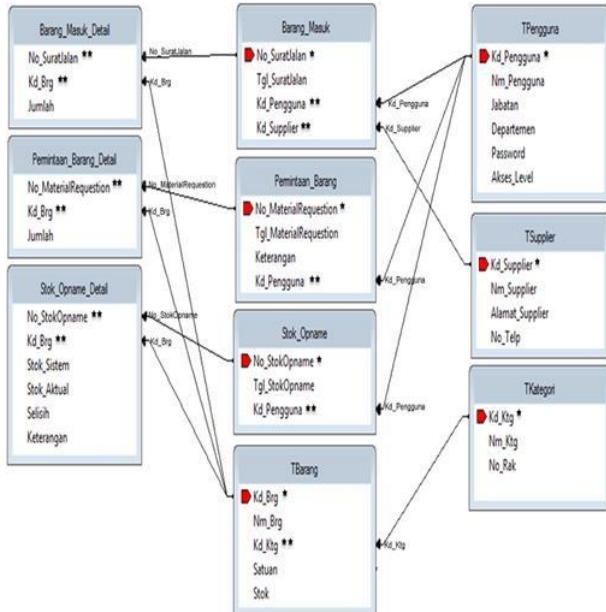 Barang_Masuk_Detail
No_SuratJalan **
Kd_Brg **
Jumlah
Pemintaan_Barang_Detail
No_MaterialRequestion **
Kd_Brg **
Jumlah
Stok_Opname_Detail
No_StokOpname **
Kd_Brg **
Stok_Sistem
Stok_Aktual
Selisih
Keterangan
No_SuratJalan
Kd_Brg
No_MaterialRequestion
Kd_Brg
No_StokOpname
Kd_Brg
Barang_Masuk
No_SuratJalan *
Tgl_SuratJalan
Kd_Pengguna **
Kd_Supplier **
Pemintaan_Barang
No_MaterialRequestion *
Tgl_MaterialRequestion
Keterangan
Kd_Pengguna **
Stok_Opname
No_StokOpname *
Tgl_StokOpname
Kd_Pengguna **
TBarang
Kd_Brg *
Nm_Brg
Kd_Ktg **
Satuan
Stok
Kd_Pengguna
Kd_Supplier
Kd_Pengguna
Kd_Pengguna
Kd_Ktg
TPengguna
Kd_Pengguna *
Nm_Pengguna
Jabatan
Departemen
Password
Akses_Level
TSupplier
Kd_Supplier *
Nm_Supplier
Alamat_Supplier
No_Telp
TKategori
Kd_Ktg *
Nm_Ktg
No_Rak